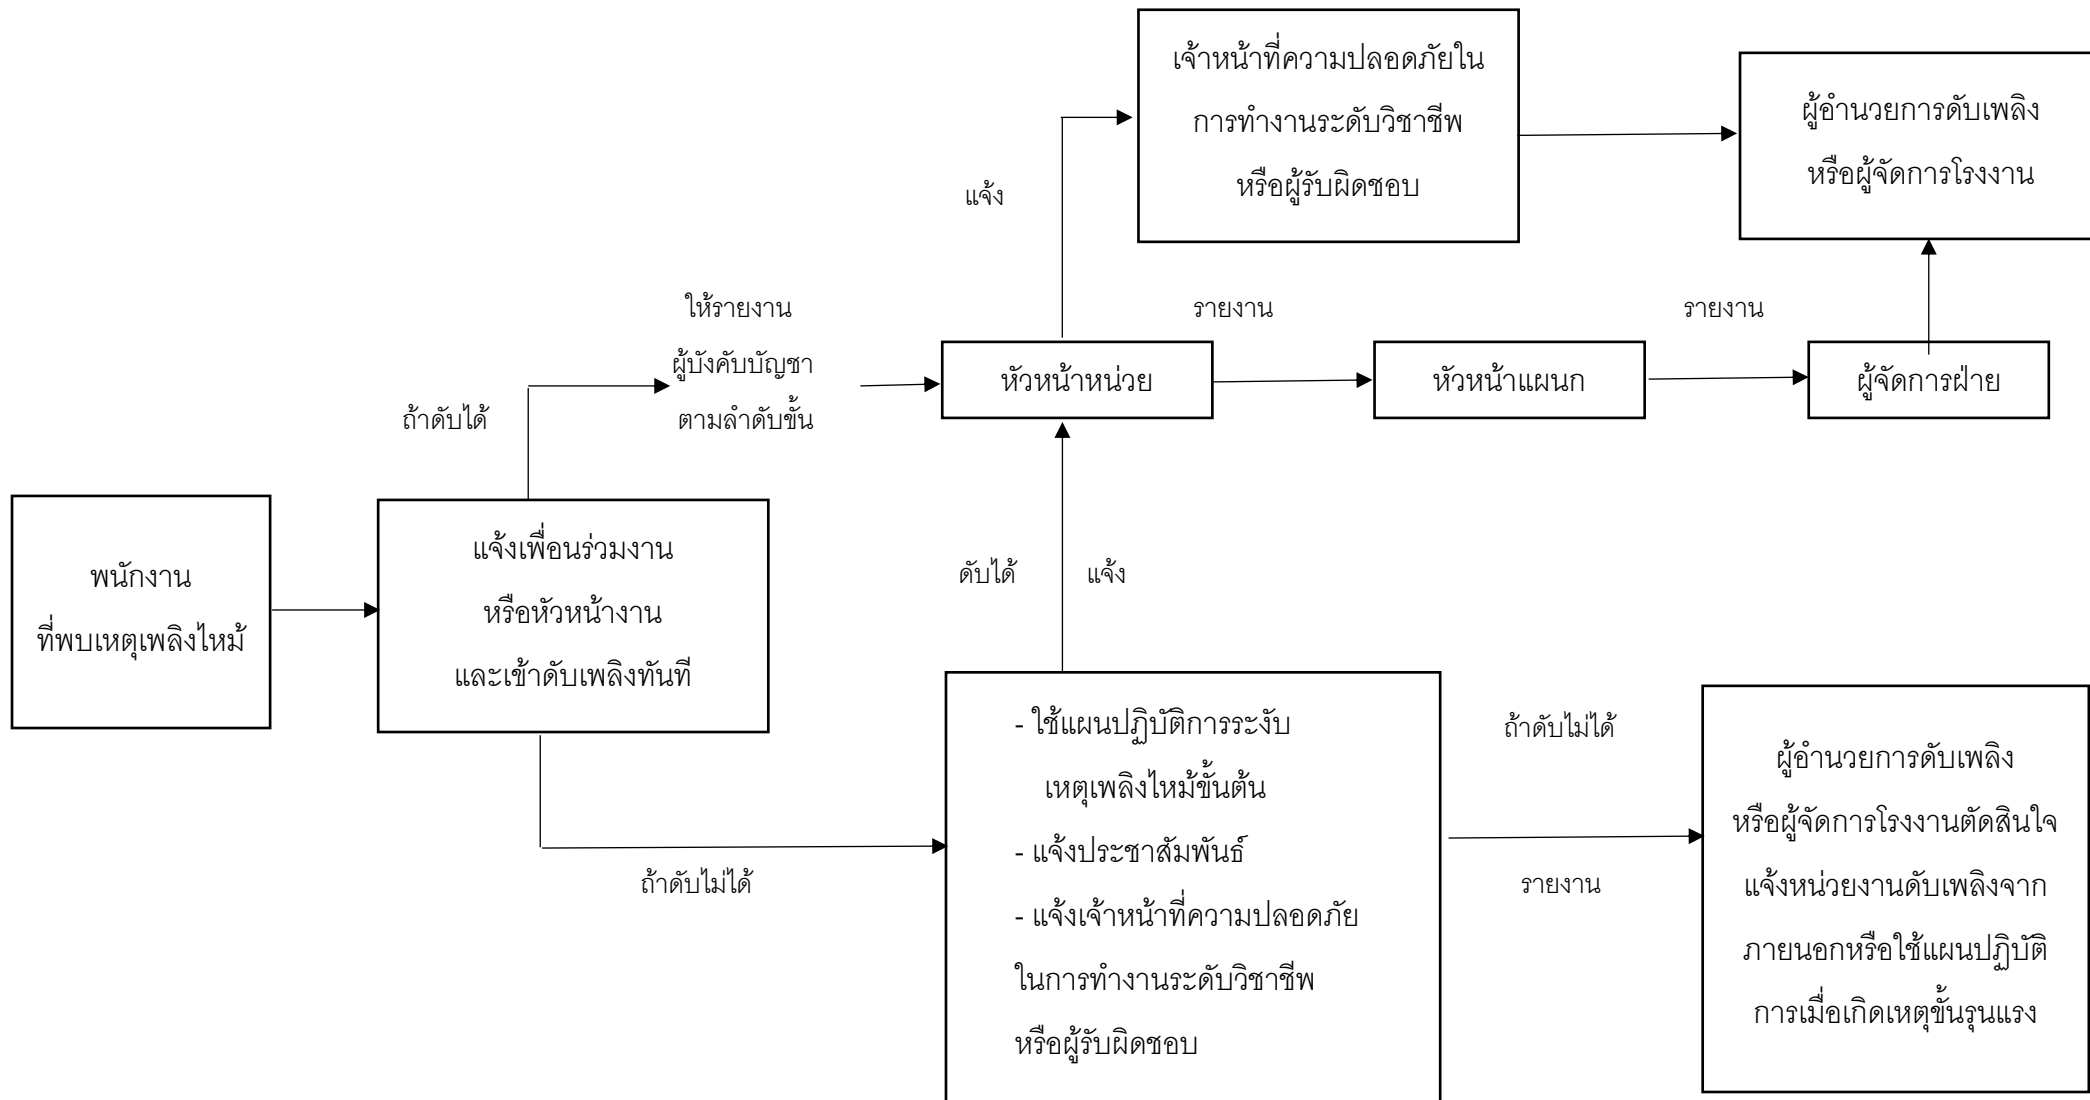 เจ้าหน้าที่ความปลอดภัยใน
การทำงานระดับวิชาชีพ
หรือผู้รับผิดชอบ
ผู้อำนวยการดับเพลิง
หรือผู้จัดการโรงงาน
แจ้ง
ให้รายงาน
ผู้บังคับบัญชา
ตามลำดับขั้น
รายงาน
รายงาน
หัวหน้าหน่วย
หัวหน้าแผนก
ผู้จัดการฝ่าย
ถ้าดับได้
พนักงาน
ที่พบเหตุเพลิงไหม้
แจ้งเพื่อนร่วมงาน
หรือหัวหน้างาน
และเข้าดับเพลิงทันที
ดับได้
แจ้ง
ถ้าดับไม่ได้
- ใช้แผนปฏิบัติการระงับ
เหตุเพลิงไหม้ขั้นต้น
- แจ้งประชาสัมพันธ์
- แจ้งเจ้าหน้าที่ความปลอดภัย
ในการทำงานระดับวิชาชีพ
หรือผู้รับผิดชอบ
ถ้าดับไม่ได้
รายงาน
ผู้อำนวยการดับเพลิง
หรือผู้จัดการโรงงานตัดสินใจ
แจ้งหน่วยงานดับเพลิงจาก
ภายนอกหรือใช้แผนปฏิบัติ
การเมื่อเกิดเหตุขั้นรุนแรง